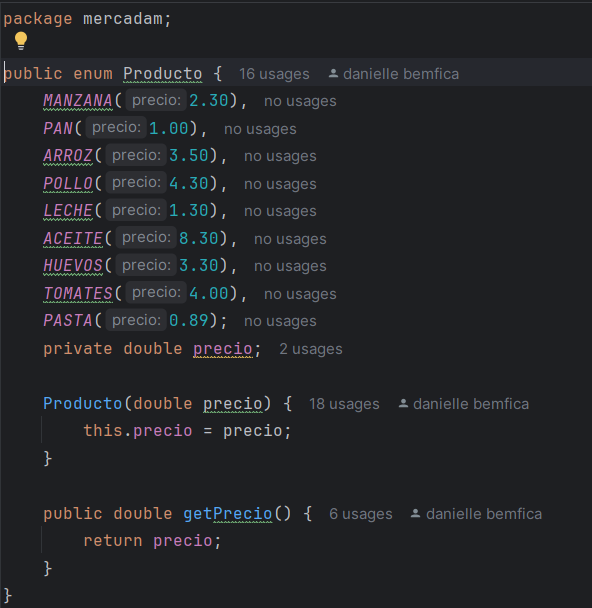 package mercadam;
public enum Producto { 16 usages danielle bemfica
MANZANA( precio: 2.30), no usages
PAN( precio: 1.00), no usages
ARROZ( precio: 3.50), no usages
POLLO( precio: 4.30), no usages
LECHE( precio: 1.30), no usages
ACEITE( precio: 8.30), no usages
HUEVOS( precio: 3.30), no usages
TOMATES( precio: 4.00), no usages
PASTA( precio: 0.89); no usages
private double precio; 2 usages
Producto(double precio) { 18 usages danielle bemfica
this.precio = precio;
}
public double getPrecio() { 6 usages danielle bemfica
return precio;
}
}